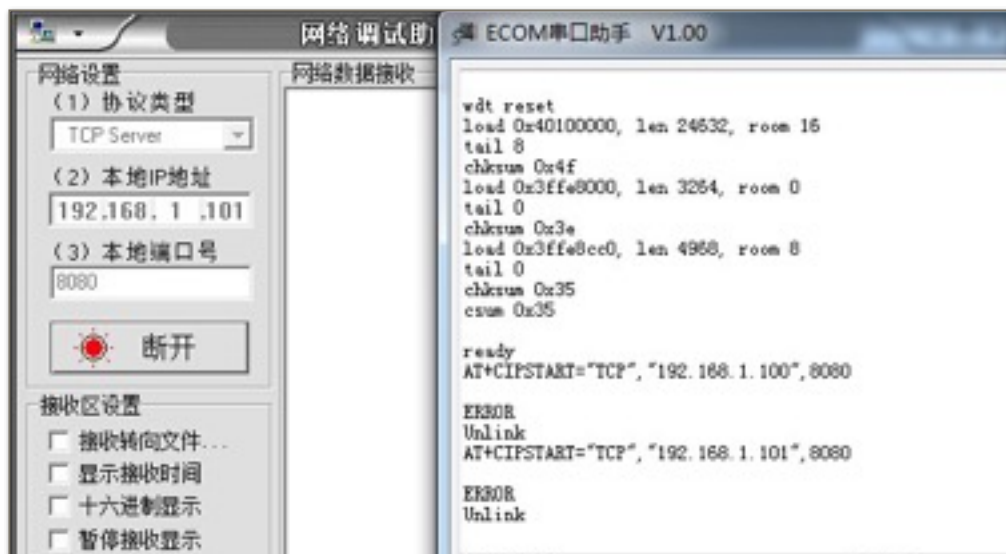 网络调试助
网络设置
(1) 协议类型
TCP Server
(2) 本地IP地址
192.168. 1 .101
(3) 本地端口号
8080
断开
接收区设置
接收转向文件...
显示接收时间
十六进制显示
暂停接收显示
网络数据接收
ECOM串口助手 V1.00
wdt reset
load 0x40100000, len 24632, room 16
tail 8
chksum 0x4f
load 0x3ffe8000, len 3264, room 0
tail 0
chksum 0x3e
load 0x3ffe8cc0, len 4968, room 8
tail 0
chksum 0x35
csum 0x35
ready
AT+CIPSTART="TCP","192.168.1.100",8080
ERROR
Unlink
AT+CIPSTART="TCP","192.168.1.101",8080
ERROR
Unlink